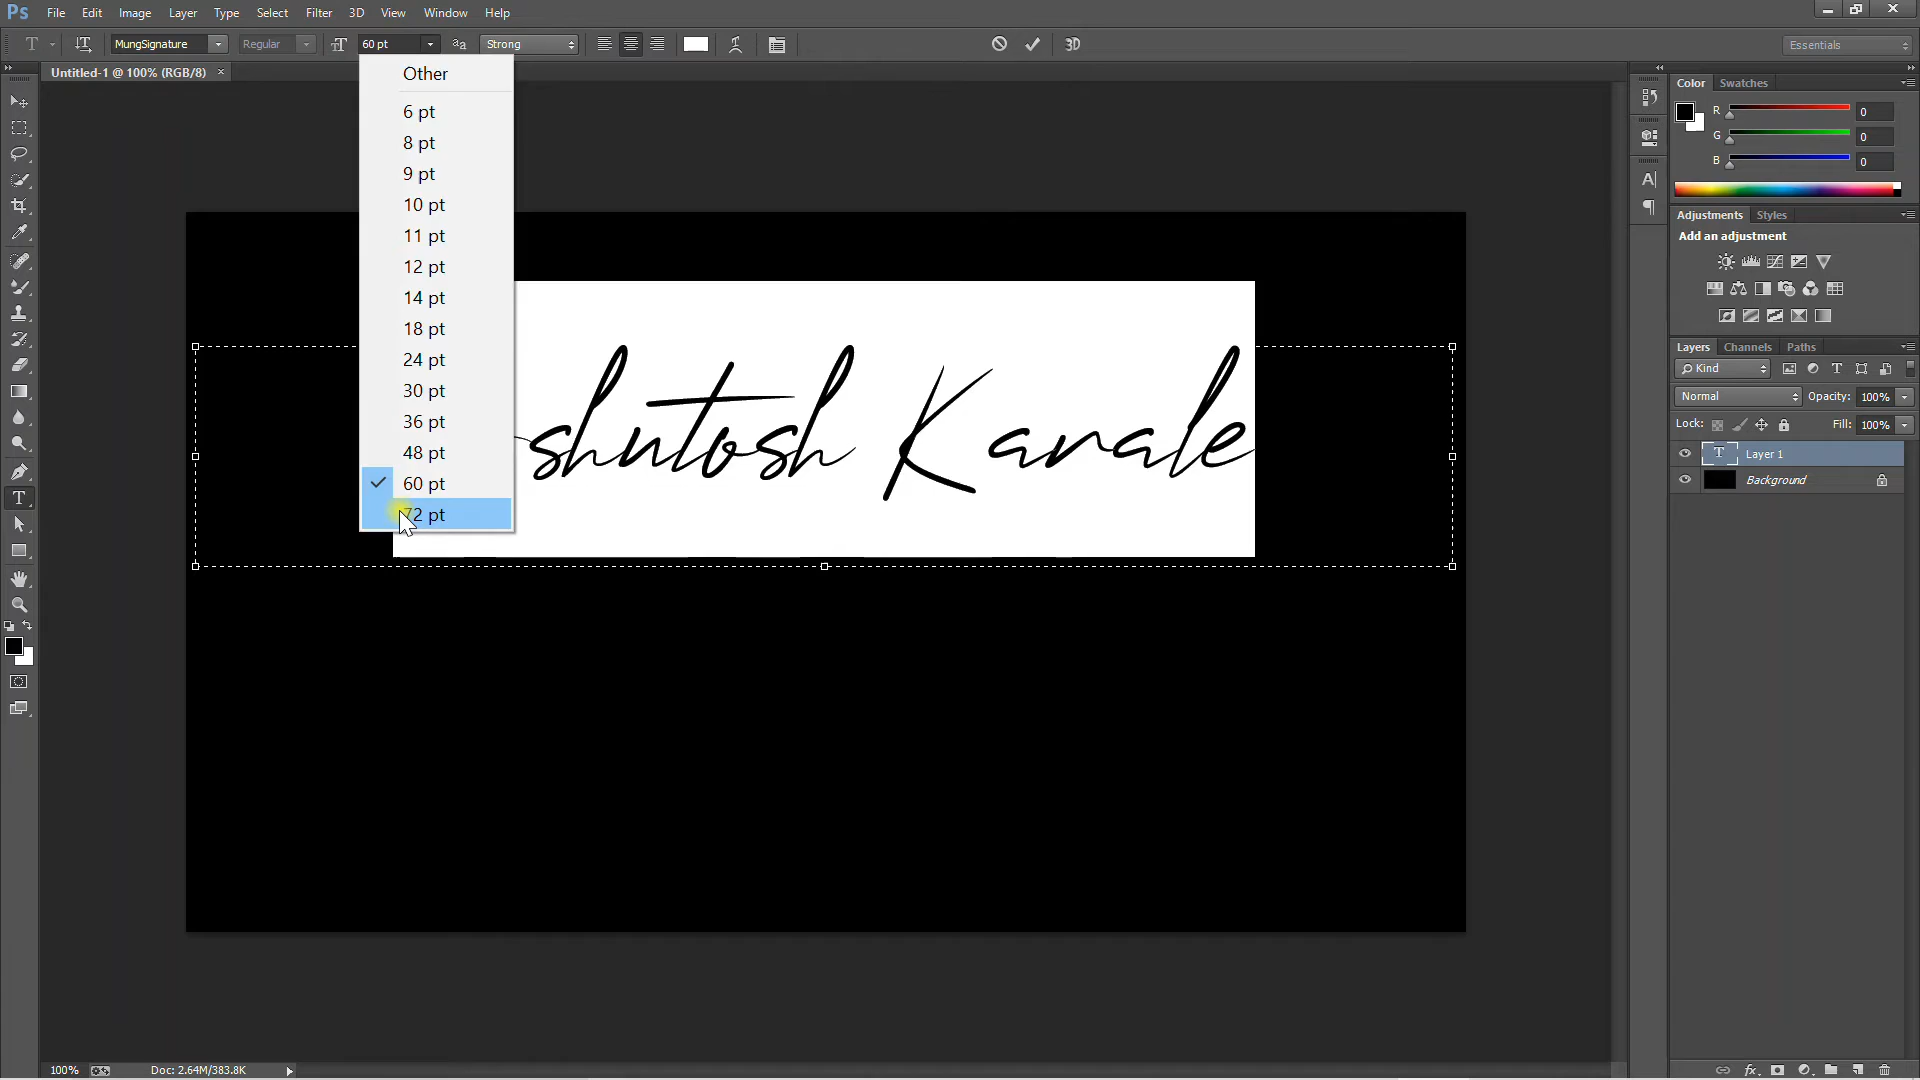 Ps File Edit Image Layer Type Select Filter 3D View Window Help
T MungSignature Regular 60 pt Strong 3D Essentials
Untitled-1 @ 100% (RGB/8) ×
Other
6 pt
8 pt
9 pt
10 pt
11 pt
12 pt
14 pt
18 pt
24 pt
30 pt
36 pt
48 pt
60 pt
72 pt
shutosh Kanale
Color Swatches
R 0
G 0
B 0
Adjustments Styles
Add an adjustment
Layers Channels Paths
Kind
Normal Opacity: 100%
Lock: Fill: 100%
T Layer 1
Background
100% Doc: 2.64M/383.8K